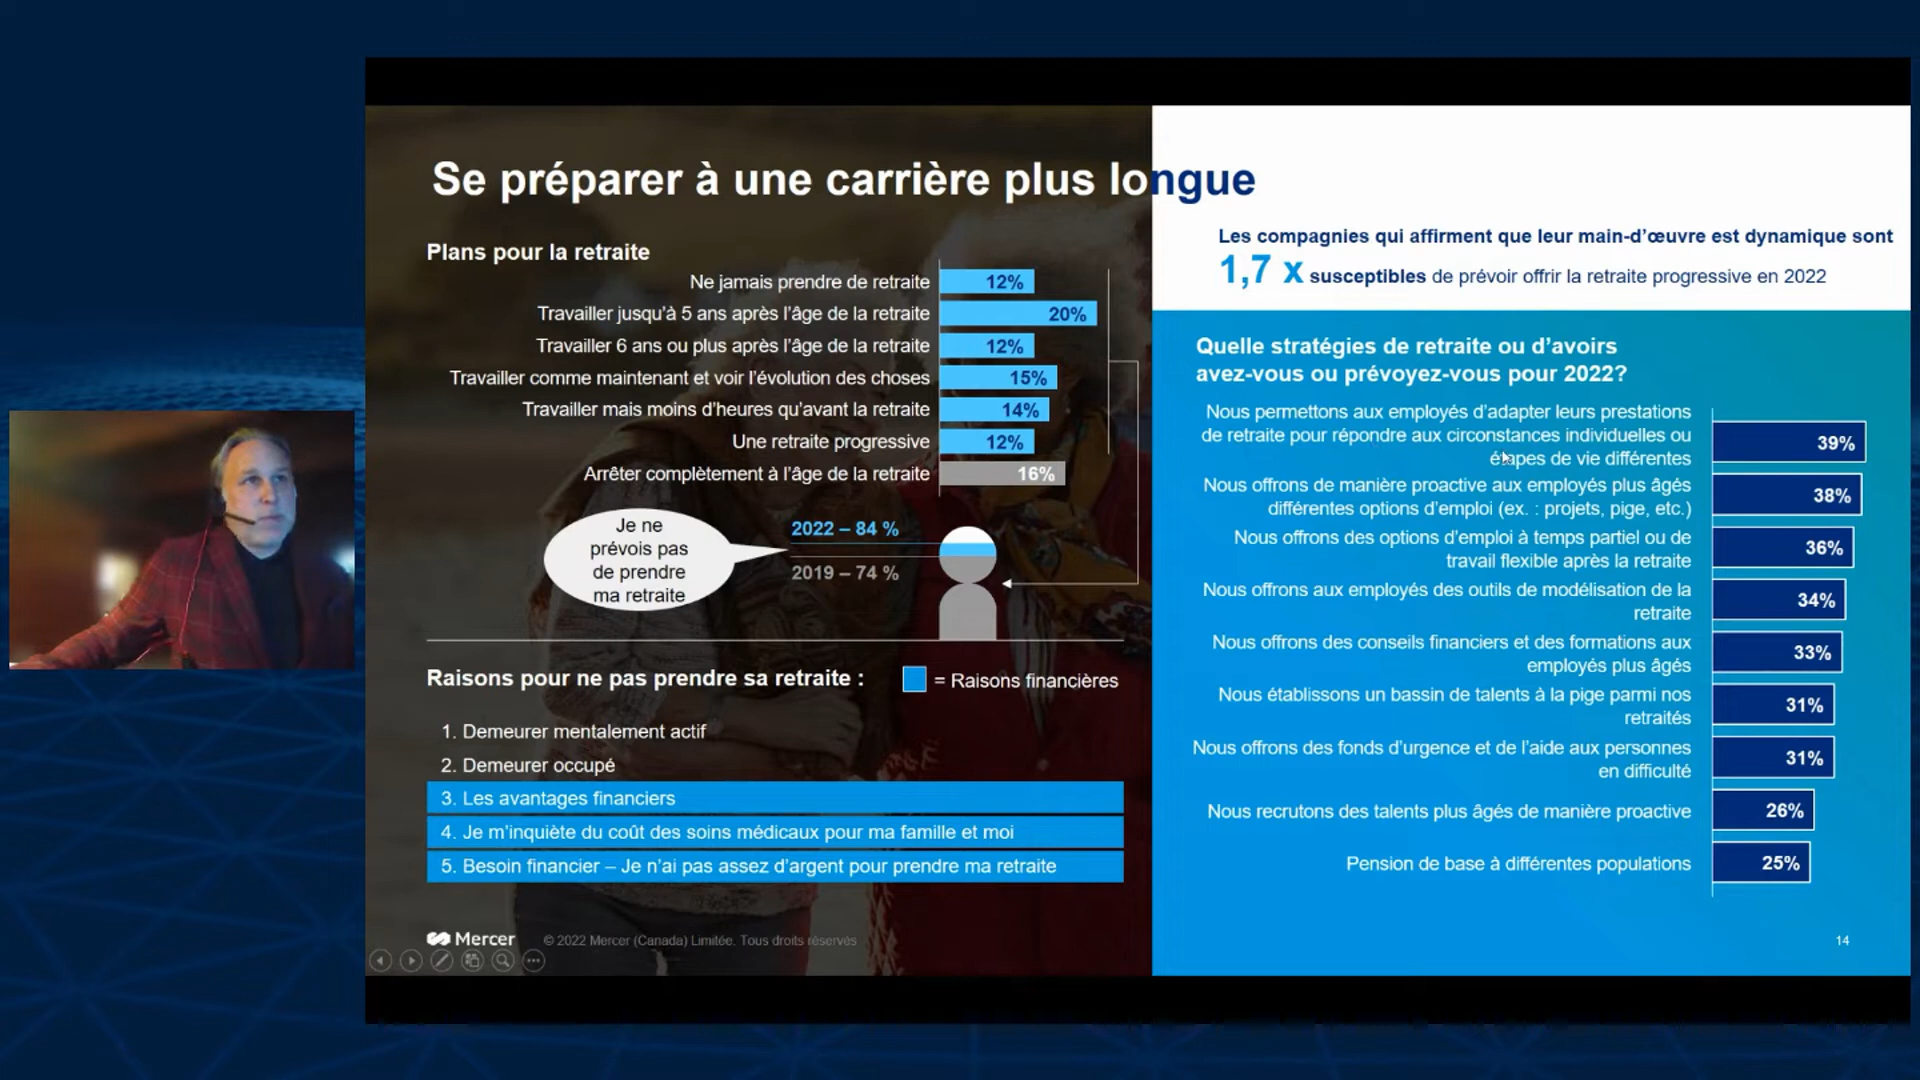 Se préparer à une carrière plus longue
Plans pour la retraite
Ne jamais prendre de retraite 12%
Travailler jusqu'à 5 ans après l'âge de la retraite 20%
Travailler 6 ans ou plus après l'âge de la retraite 12%
Travailler comme maintenant et voir l'évolution des choses 15%
Travailler mais moins d'heures qu'avant la retraite 14%
Une retraite progressive 12%
Arrêter complètement à l'âge de la retraite 16%
Je ne
prévois pas
de prendre
ma retraite
2022 – 84 %
2019 – 74 %
Raisons pour ne pas prendre sa retraite :
= Raisons financières
1. Demeurer mentalement actif
2. Demeurer occupé
3. Les avantages financiers
4. Je m'inquiète du coût des soins médicaux pour ma famille et moi
5. Besoin financier – Je n'ai pas assez d'argent pour prendre ma retraite
Mercer
© 2022 Mercer (Canada) Limitée. Tous droits réservés
Les compagnies qui affirment que leur main-d'œuvre est dynamique sont
1,7 x susceptibles de prévoir offrir la retraite progressive en 2022
Quelle stratégies de retraite ou d'avoirs
avez-vous ou prévoyez-vous pour 2022?
Nous permettons aux employés d'adapter leurs prestations
de retraite pour répondre aux circonstances individuelles ou
étapes de vie différentes
39%
Nous offrons de manière proactive aux employés plus âgés
différentes options d'emploi (ex. : projets, pige, etc.)
38%
Nous offrons des options d'emploi à temps partiel ou de
travail flexible après la retraite
36%
Nous offrons aux employés des outils de modélisation de la
retraite
34%
Nous offrons des conseils financiers et des formations aux
employés plus âgés
33%
Nous établissons un bassin de talents à la pige parmi nos
retraités
31%
Nous offrons des fonds d'urgence et de l'aide aux personnes
en difficulté
31%
Nous recrutons des talents plus âgés de manière proactive
26%
Pension de base à différentes populations
25%
14